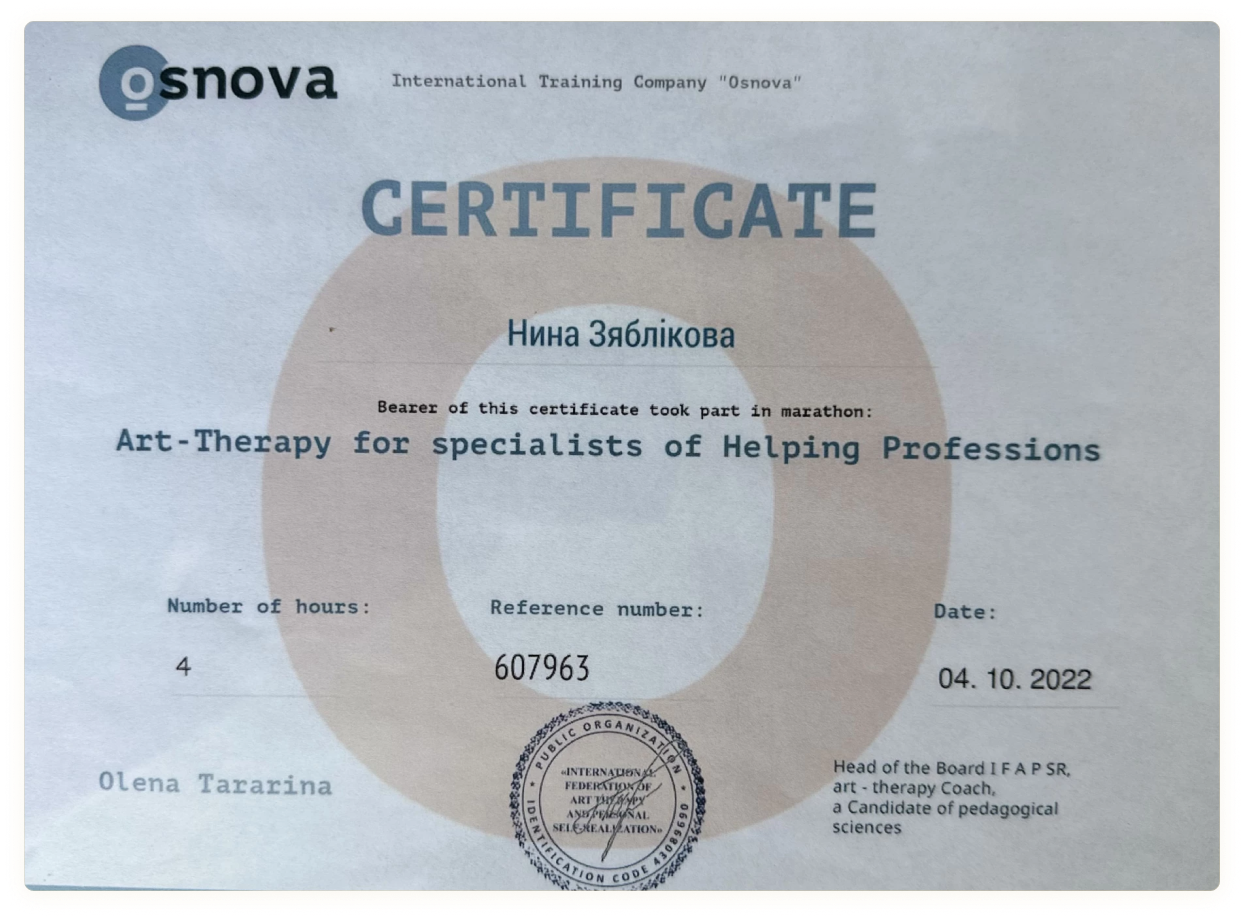 osnova
International Training Company "Osnova"
CERTIFICATE
Нина Зяблікова
Bearer of this certificate took part in marathon:
Art-Therapy for specialists of Helping Professions
Number of hours:
Reference number:
Date:
4
607963
04. 10. 2022
Olena Tararina
PUBLIC ORGANIZATION
«INTERNATIONAL
FEDERATION OF
ART THERAPY
AND PERSONAL
SELF-REALIZATION»
IDENTIFICATION CODE 43089690
Head of the Board I F A P SR,
art - therapy Coach,
a Candidate of pedagogical
sciences